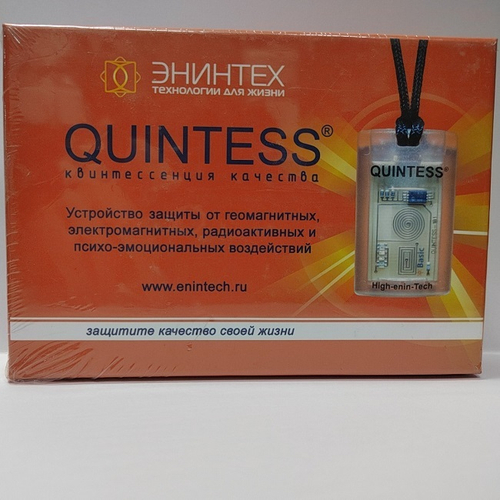 ЭНИНТЕХ
ТЕХНОЛОГИИ ДЛЯ ЖИЗНИ
QUINTESS®
квинтессенция качества
Устройство защиты от геомагнитных,
электромагнитных, радиоактивных и
психо-эмоциональных воздействий
www.enintech.ru
защитите качество своей жизни
QUINTESS®
Basic
High-enin-Tech